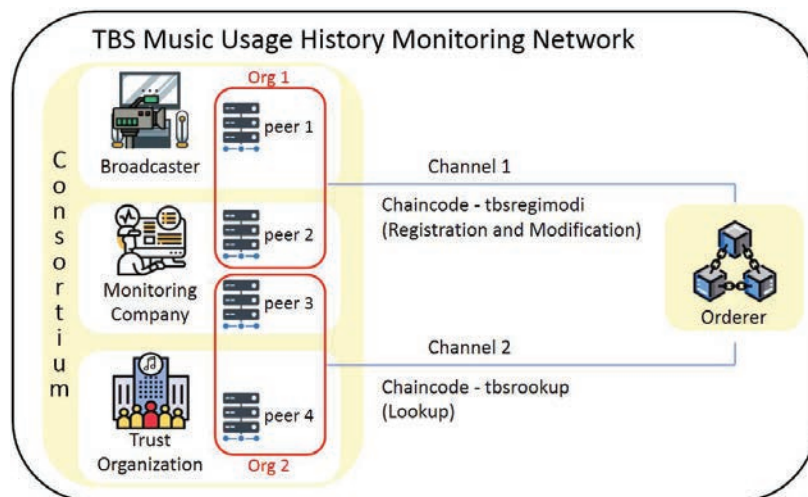 TBS Music Usage History Monitoring Network
Consortium
Org 1
peer 1
Broadcaster
peer 2
Monitoring
Company
peer 3
peer 4
Trust
Organization
Org 2
Channel 1
Chaincode - tbsregimodi
(Registration and Modification)
Channel 2
Chaincode - tbsrookup
(Lookup)
Orderer